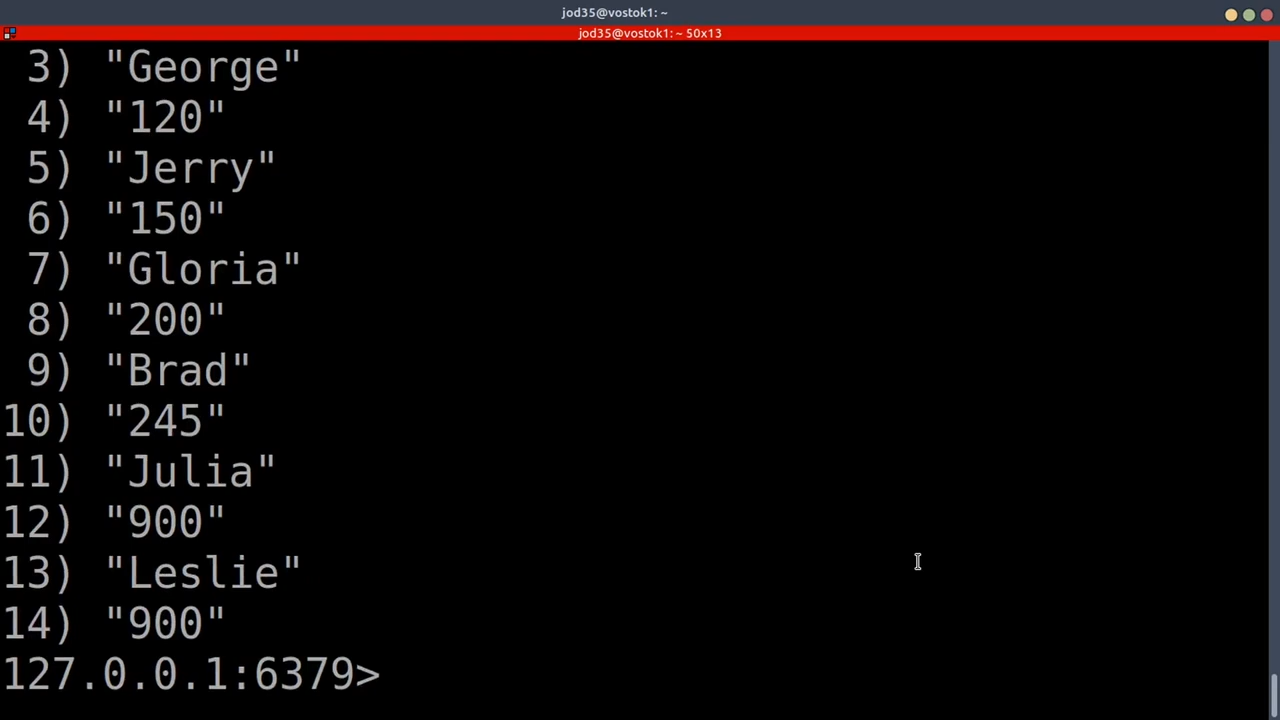 jod35@vostok1: ~
jod35@vostok1: ~ 50x13
3) "George"
4) "120"
5) "Jerry"
6) "150"
7) "Gloria"
8) "200"
9) "Brad"
10) "245"
11) "Julia"
12) "900"
13) "Leslie"
14) "900"
127.0.0.1:6379>